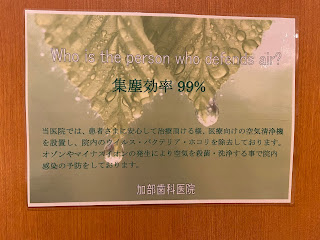 Who is the person who defends air?
集塵効率 99%
当医院では、患者さまに安心して治療頂ける様、医療向けの空気清浄機
を設置し、院内のウィルス・バクテリア・ホコリを除去しております。
オゾンやマイナスイオンの発生により空気を殺菌・洗浄する事で院内
感染の予防をしております。
加部歯科医院